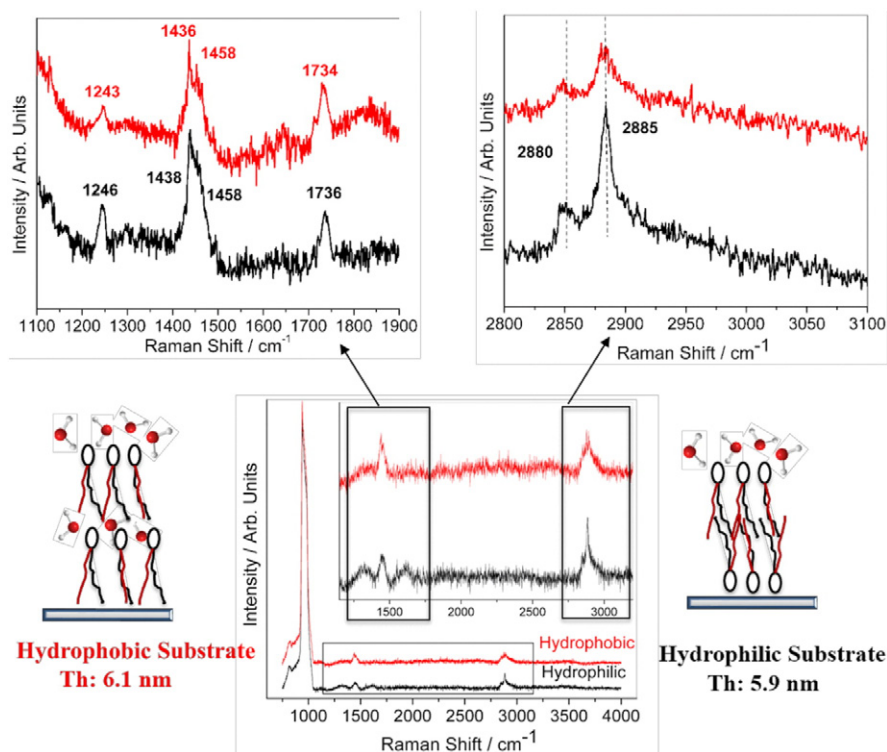 1436
1458
1243
1734
1246
1438
1458
1736
Intensity / Arb. Units
1100 1200 1300 1400 1500 1600 1700 1800 1900
Raman Shift / cm-1
2880
2885
Intensity / Arb. Units
2800 2850 2900 2950 3000 3050 3100
Raman Shift / cm-1
Intensity / Arb. Units
Intensity / Arb. Units
1500 2000 2500 3000
Hydrophobic
Hydrophilic
1000 1500 2000 2500 3000 3500 4000
Raman Shift / cm-1
Hydrophobic Substrate
Th: 6.1 nm
Hydrophilic Substrate
Th: 5.9 nm